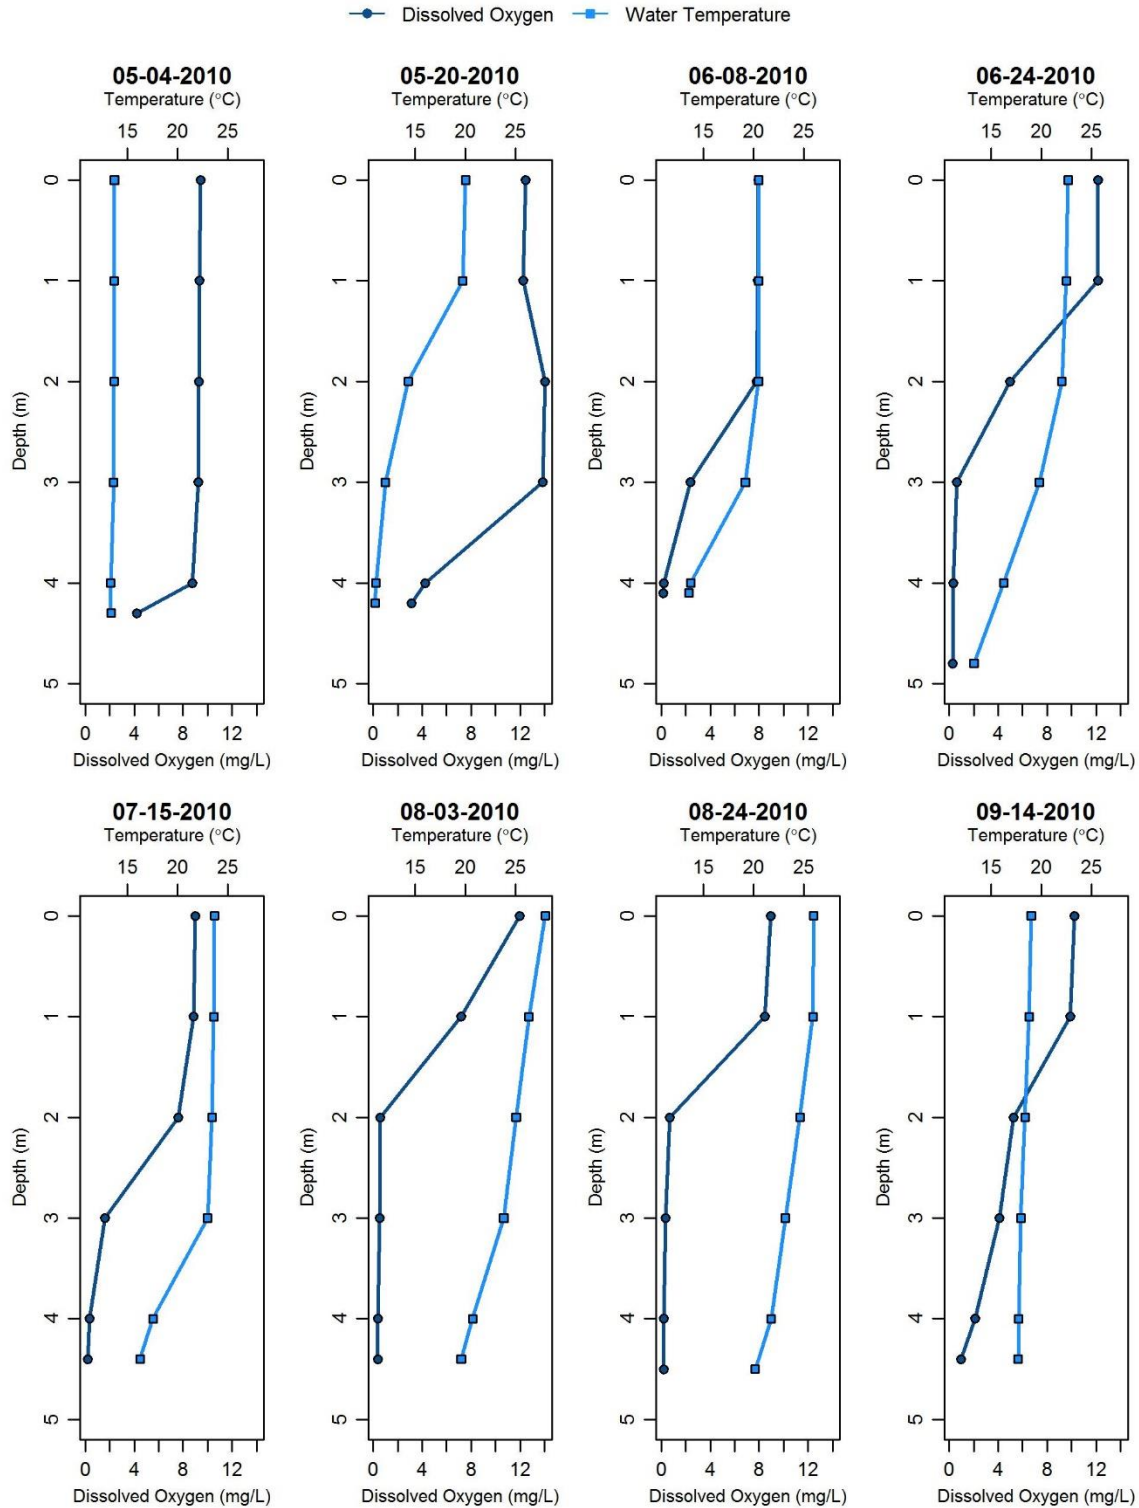 Dissolved Oxygen Water Temperature
05-04-2010 05-20-2010 06-08-2010 06-24-2010
Temperature (°C) Temperature (°C) Temperature (°C) Temperature (°C)
15 20 25 15 20 25 15 20 25 15 20 25
0 0 0 0
1 1 1 1
2 2 2 2
Depth (m) Depth (m) Depth (m) Depth (m)
3 3 3 3
4 4 4 4
5 5 5 5
0 4 8 12 0 4 8 12 0 4 8 12 0 4 8 12
Dissolved Oxygen (mg/L) Dissolved Oxygen (mg/L) Dissolved Oxygen (mg/L) Dissolved Oxygen (mg/L)
07-15-2010 08-03-2010 08-24-2010 09-14-2010
Temperature (°C) Temperature (°C) Temperature (°C) Temperature (°C)
15 20 25 15 20 25 15 20 25 15 20 25
0 0 0 0
1 1 1 1
2 2 2 2
Depth (m) Depth (m) Depth (m) Depth (m)
3 3 3 3
4 4 4 4
5 5 5 5
0 4 8 12 0 4 8 12 0 4 8 12 0 4 8 12
Dissolved Oxygen (mg/L) Dissolved Oxygen (mg/L) Dissolved Oxygen (mg/L) Dissolved Oxygen (mg/L)